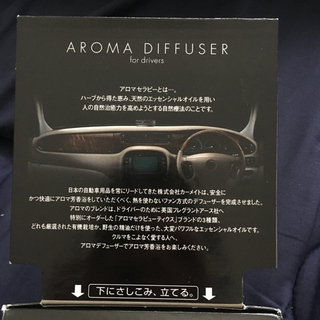 AROMA DIFFUSER
for drivers
アロマセラピーとは―。
ハーブから得た恵み、天然のエッセンシャルオイルを用い
人の自然治癒力を高めようとする自然療法のことです。
日本の自動車用品を常にリードしてきた株式会社カーメイトは、安全に
かつ快適にアロマ芳香浴をしていただくべく、熱を使わないファン方式のデフューザーを完成させました。
アロマのブレンドは、ドライバーのために英国フレグラントアース社へ
特別にオーダーした「アロマセラピューティクス」ブランドの3種類。
どれも厳選された有機栽培か、野生の精油だけを使った、大変パワフルなエッセンシャルオイルです。
クルマをこよなく愛する人へ。
アロマデフューザーでアロマ芳香浴をお楽しみください。
↓ 下にさしこみ、立てる。 ↓